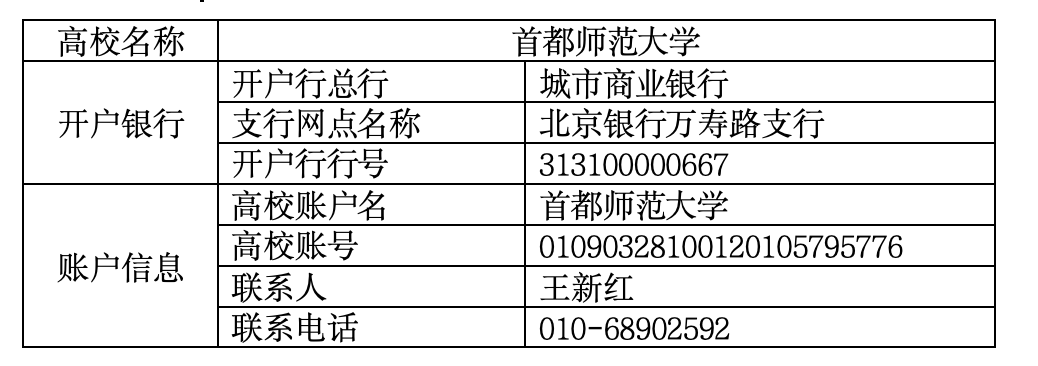 高校名称 首都师范大学
开户银行 开户行总行 城市商业银行
支行网点名称 北京银行万寿路支行
开户行行号 313100000667
账户信息 高校账户名 首都师范大学
高校账号 01090328100120105795776
联系人 王新红
联系电话 010-68902592